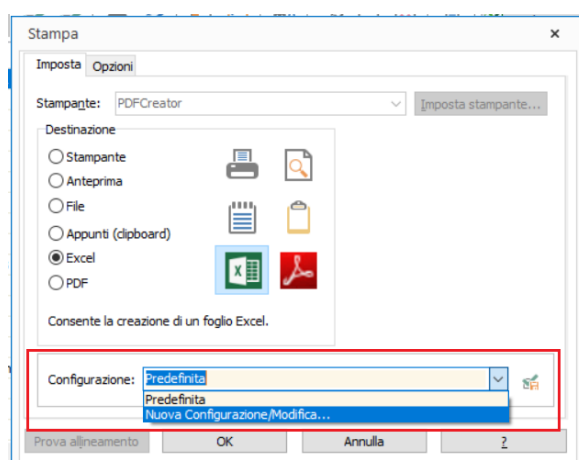 Stampa
Imposta Opzioni
Stampante: PDFCreator Imposta stampante...
Destinazione
Stampante
Anteprima
File
Appunti (clipboard)
Excel
PDF
Consente la creazione di un foglio Excel.
Configurazione: Predefinita
Predefinita
Nuova Configurazione/Modifica...
Prova allineamento OK Annulla ?